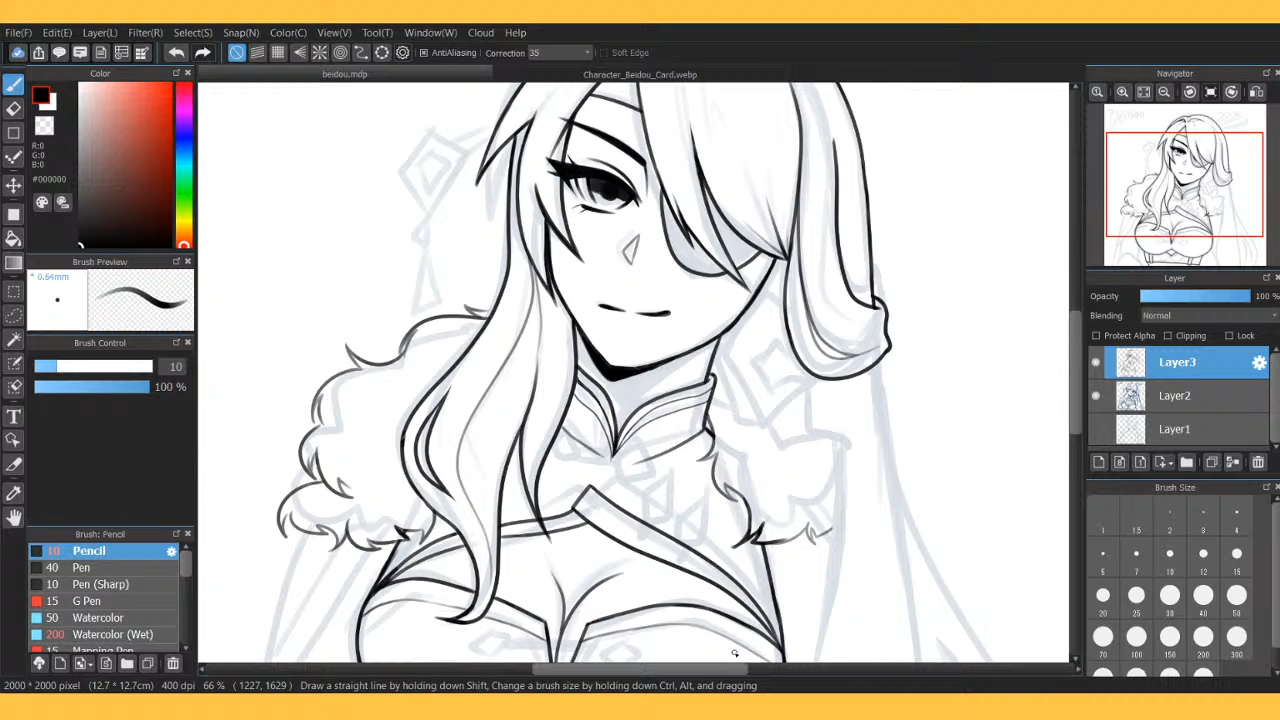 File(F) Edit(E) Layer(L) Filter(R) Select(S) Snap(N) Color(C) View(V) Tool(T) Window(W) Cloud Help
AntiAliasing Correction 35 Soft Edge
Color
beidou.mdp Character_Beidou_Card.webp
Navigator
R:0
G:0
B:0
#000000
Brush Preview
* 0.64mm
Brush Control
10
100 %
Layer
Opacity 100 %
Blending Normal
Protect Alpha Clipping Lock
Layer3
Layer2
Layer1
Brush Size
1 1.5 2 3 4
5 7 10 12 15
20 25 30 40 50
70 100 150 200 300
Brush: Pencil
10 Pencil
40 Pen
10 Pen (Sharp)
15 G Pen
50 Watercolor
200 Watercolor (Wet)
15 Mapping Pen
2000 * 2000 pixel (12.7 * 12.7cm) 400 dpi 66 % ( 1227, 1629 ) Draw a straight line by holding down Shift, Change a brush size by holding down Ctrl, Alt, and dragging